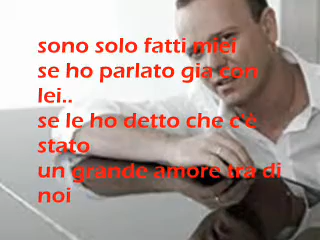 sono solo fatti miei
se ho parlato gia con
lei..
se le ho detto che c'è
stato
un grande amore tra di
noi